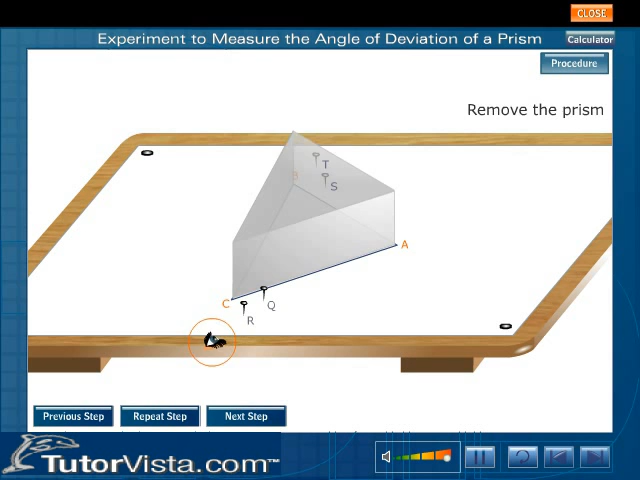 CLOSE
Experiment to Measure the Angle of Deviation of a Prism
Calculator
Procedure
Remove the prism
T
B
S
A
C
Q
R
Previous Step
Repeat Step
Next Step
TutorVista.com™